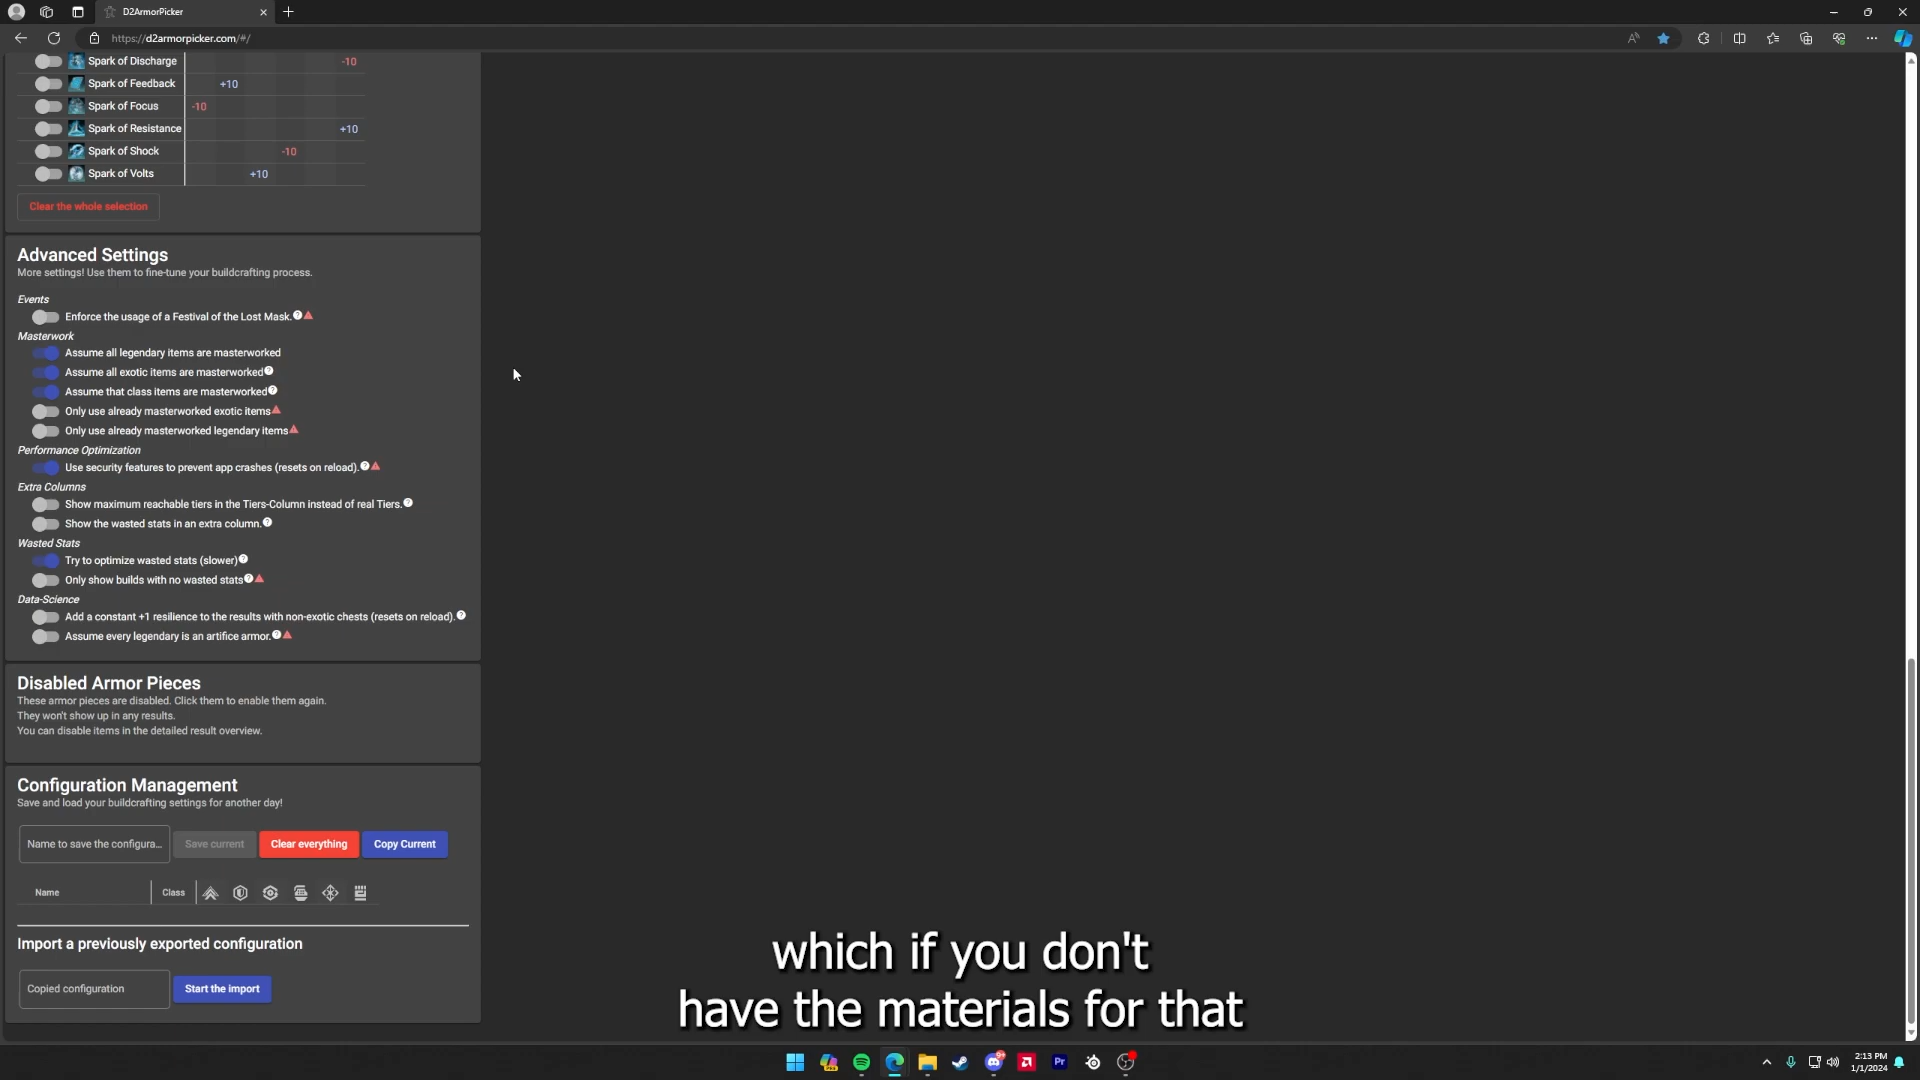 D2ArmorPicker
https://d2armorpicker.com/#/
Spark of Discharge -10
Spark of Feedback +10
Spark of Focus -10
Spark of Resistance +10
Spark of Shock -10
Spark of Volts +10
Clear the whole selection
Advanced Settings
More settings! Use them to fine-tune your buildcrafting process.
Events
Enforce the usage of a Festival of the Lost Mask.
Masterwork
Assume all legendary items are masterworked
Assume all exotic items are masterworked
Assume that class items are masterworked
Only use already masterworked exotic items
Only use already masterworked legendary items
Performance Optimization
Use security features to prevent app crashes (resets on reload).
Extra Columns
Show maximum reachable tiers in the Tiers-Column instead of real Tiers.
Show the wasted stats in an extra column.
Wasted Stats
Try to optimize wasted stats (slower)
Only show builds with no wasted stats
Data-Science
Add a constant +1 resilience to the results with non-exotic chests (resets on reload).
Assume every legendary is an artifice armor.
Disabled Armor Pieces
These armor pieces are disabled. Click them to enable them again.
They won't show up in any results.
You can disable items in the detailed result overview.
Configuration Management
Save and load your buildcrafting settings for another day!
Name to save the configura... Save current Clear everything Copy Current
Name Class
Import a previously exported configuration
Copied configuration Start the import
which if you don't
have the materials for that
2:13 PM
1/1/2024